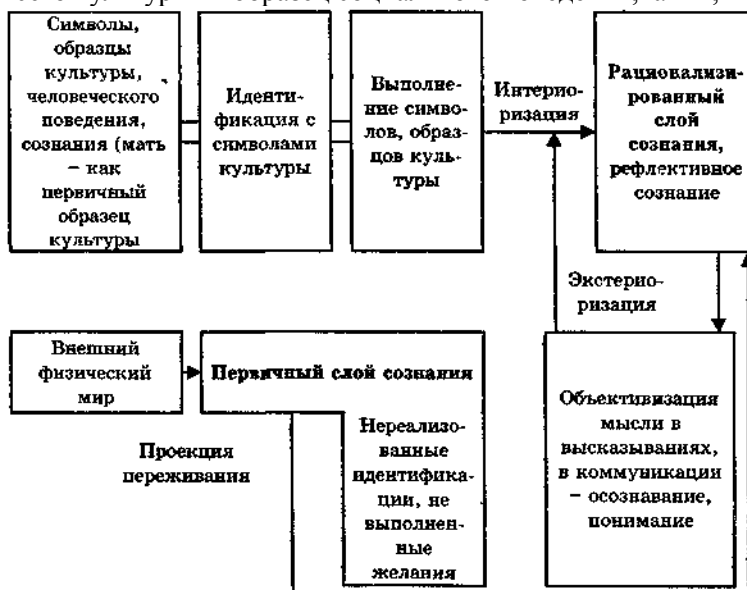 Символы,
образцы
культуры,
человеческого
поведения,
сознания (мать
– как
первичный
образец
культуры
Иденти-
фикация с
символами
культуры
Выполне-
ние симво-
лов, образ-
цов куль-
туры
Интерио-
ризация
Рационализи-
рованный
слой
сознания,
рефлективное
сознание
Экстерио-
ризация
Внешний
физический
мир
Первичный слой сознания
Проекция
переживания
Нереализо-
ванные
идентифика-
ции, не
выполнен-
ные
желания
Объективизация
мысли в
высказываниях,
в коммуникации
– осознавание,
понимание